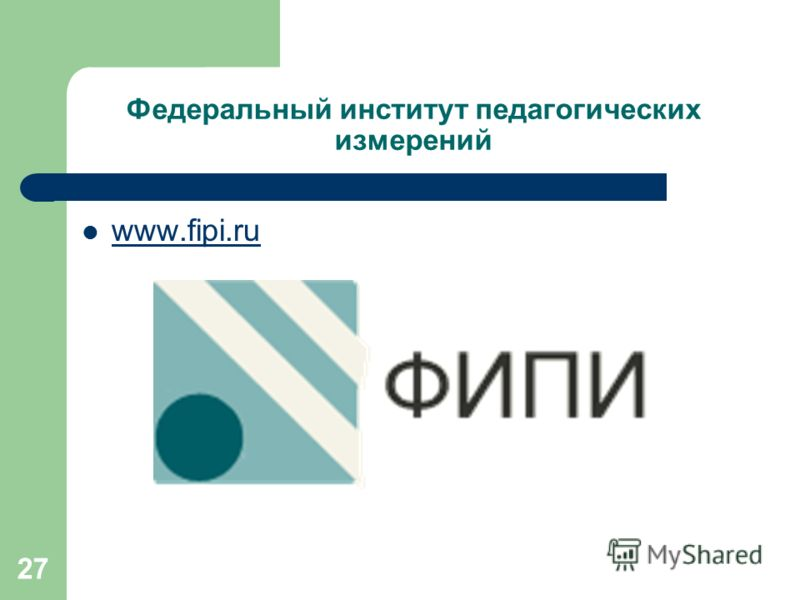 Федеральный институт педагогических
измерений
www.fipi.ru
ФИПИ
27
MyShared